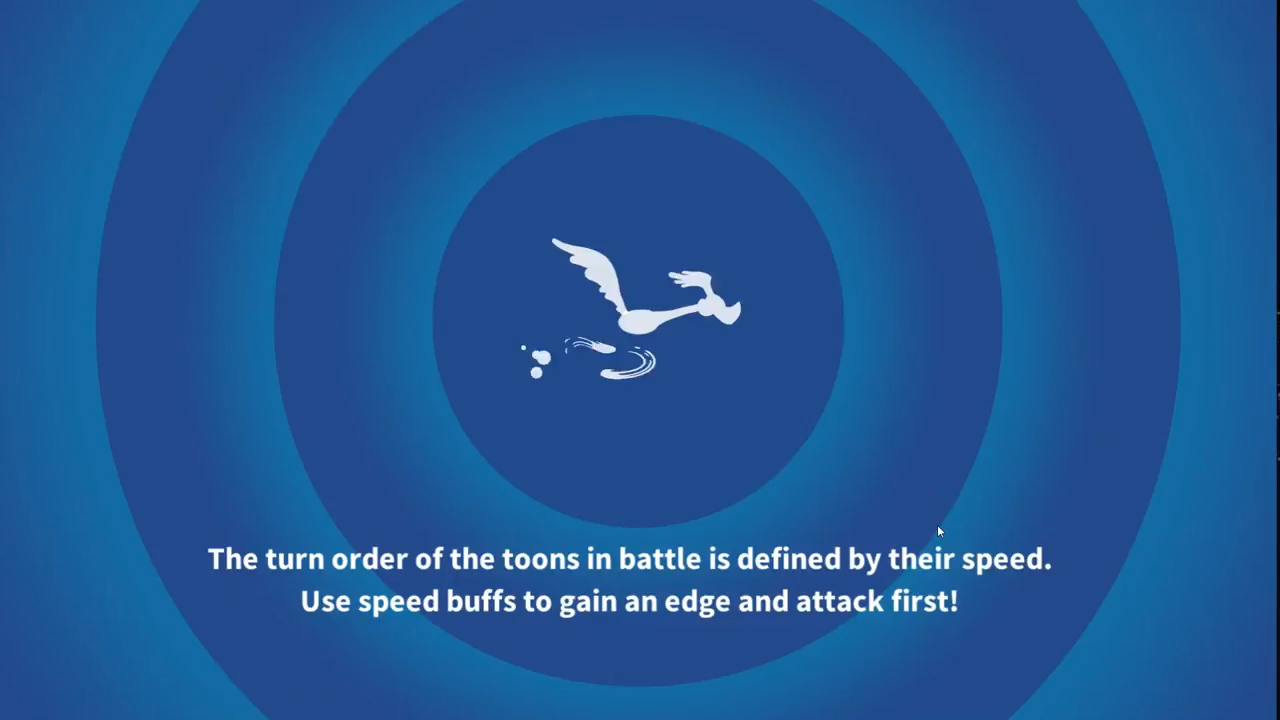 The turn order of the toons in battle is defined by their speed.
Use speed buffs to gain an edge and attack first!